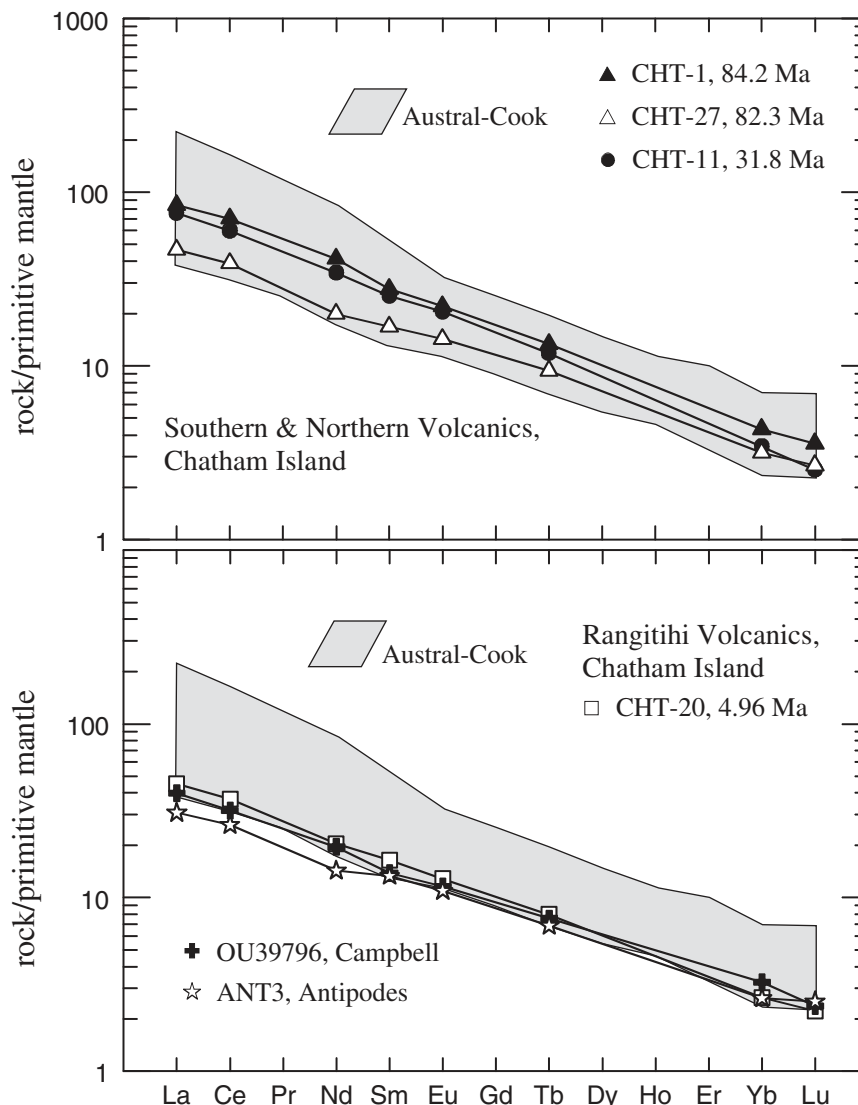 1000
100
10
1
rock/primitive mantle
Austral-Cook
CHT-1, 84.2 Ma
CHT-27, 82.3 Ma
CHT-11, 31.8 Ma
Southern & Northern Volcanics,
Chatham Island
100
10
1
rock/primitive mantle
Austral-Cook
Rangitihi Volcanics,
Chatham Island
CHT-20, 4.96 Ma
OU39796, Campbell
ANT3, Antipodes
La Ce Pr Nd Sm Eu Gd Tb Dy Ho Er Yb Lu